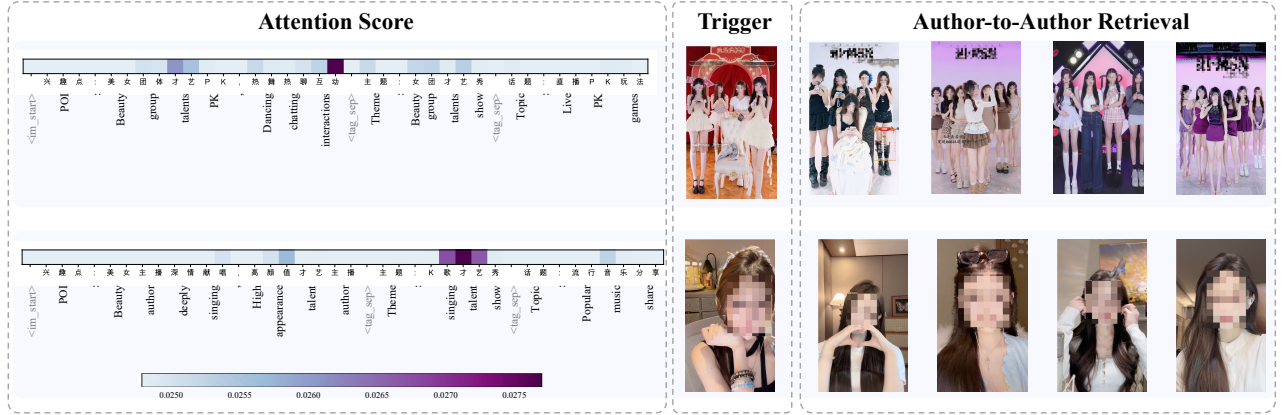 Attention Score
Trigger
Author-to-Author Retrieval
兴 趣 点 : 美 女 团 体 才 艺 P K , 热 舞 热 聊 互 动 主 题 : 女 团 才 艺 秀 话 题 : 直 播 P K 玩 法
<im_start> POI : Beauty group talents PK , Dancing chatting interactions <tag_sep> Theme : Beauty group talents show <tag_sep> Topic : Live PK games
兴 趣 点 : 美 女 主 播 深 情 献 唱 , 高 颜 值 才 艺 主 播 主 题 : K 歌 才 艺 秀 话 题 : 流 行 音 乐 分 享
<im_start> POI : Beauty author deeply singing , High appearance talent author <tag_sep> Theme : singing talent show <tag_sep> Topic : Popular music share
0.0250 0.0255 0.0260 0.0265 0.0270 0.0275